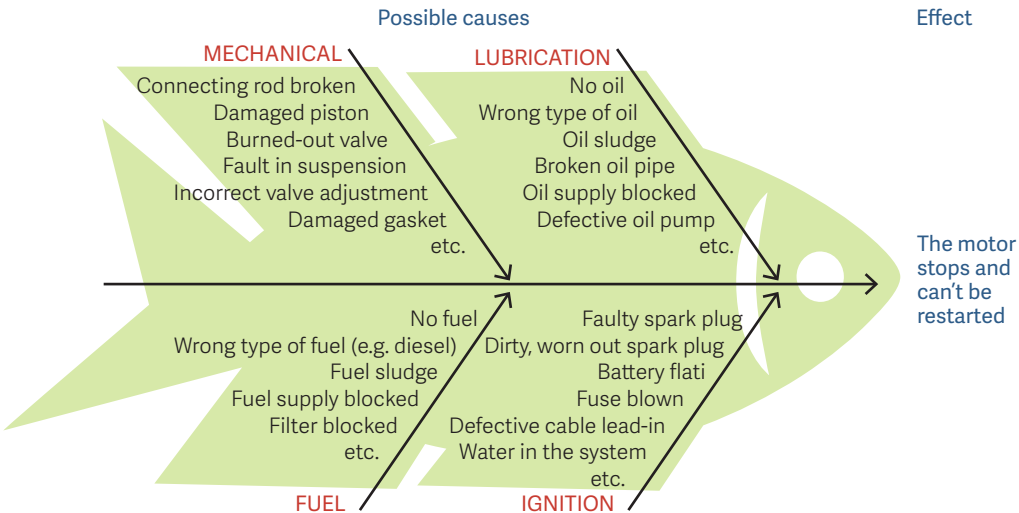 Possible causes
Effect
MECHANICAL
Connecting rod broken
Damaged piston
Burned-out valve
Fault in suspension
Incorrect valve adjustment
Damaged gasket
etc.
LUBRICATION
No oil
Wrong type of oil
Oil sludge
Broken oil pipe
Oil supply blocked
Defective oil pump
etc.
The motor
stops and
can't be
restarted
No fuel
Wrong type of fuel (e.g. diesel)
Fuel sludge
Fuel supply blocked
Filter blocked
etc.
FUEL
Faulty spark plug
Dirty, worn out spark plug
Battery flati
Fuse blown
Defective cable lead-in
Water in the system
etc.
IGNITION